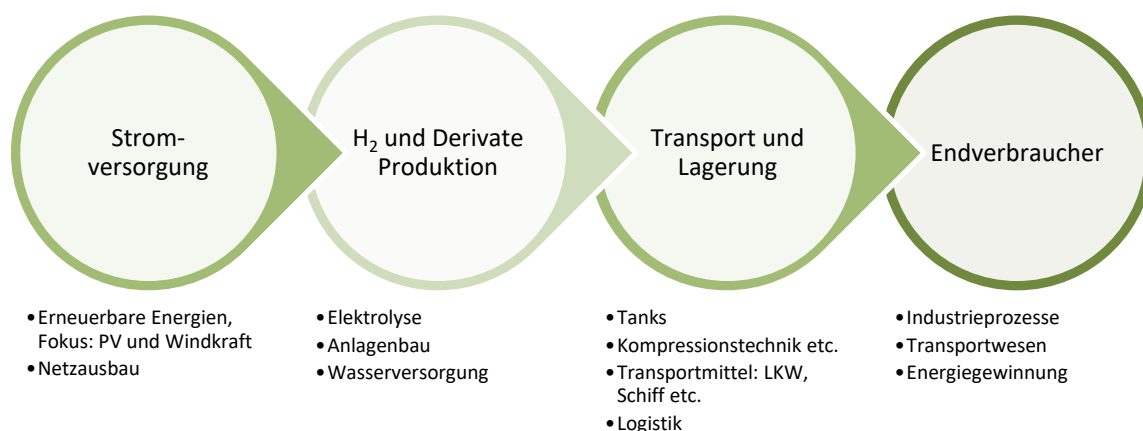 Strom-
versorgung
H₂ und Derivate
Produktion
Transport und
Lagerung
Endverbraucher
•Erneuerbare Energien,
Fokus: PV und Windkraft
•Netzausbau
•Elektrolyse
•Anlagenbau
•Wasserversorgung
•Tanks
•Kompressionstechnik etc.
•Transportmittel: LKW,
Schiff etc.
•Logistik
•Industrieprozesse
•Transportwesen
•Energiegewinnung